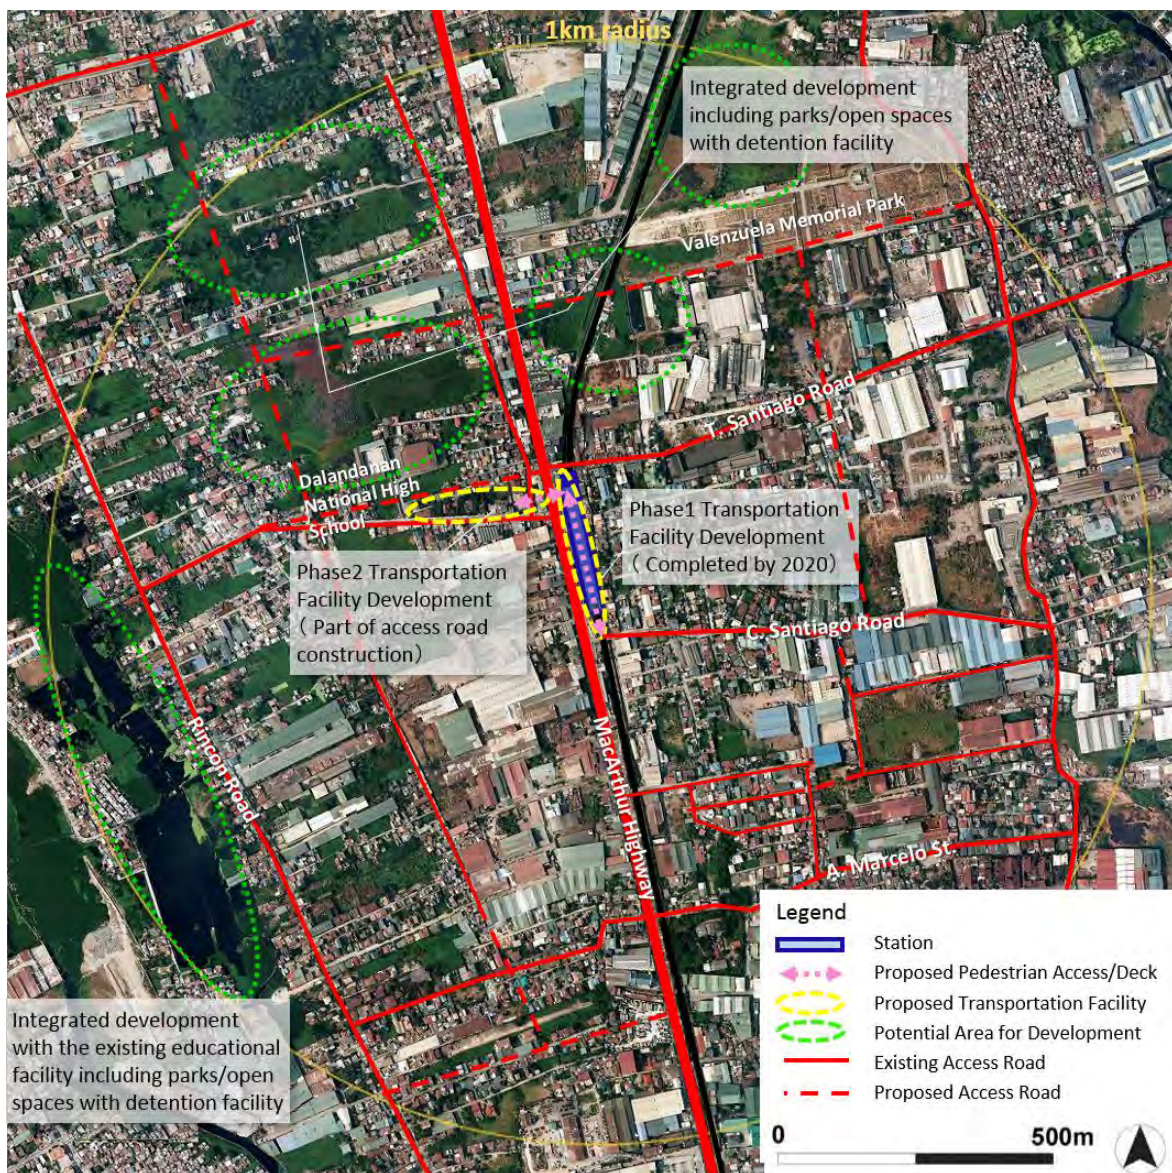 1km radius
Integrated development
including parks/open spaces
with detention facility
Valenzuela Memorial Park
T. Santiago Road
Dalandanan
National High
School
Phase1 Transportation
Facility Development
( Completed by 2020)
Phase2 Transportation
Facility Development
( Part of access road
construction)
C. Santiago Road
Rincon Road
MacArthur Highway
A. Marcelo St.
Integrated development
with the existing educational
facility including parks/open
spaces with detention facility
Legend
Station
Proposed Pedestrian Access/Deck
Proposed Transportation Facility
Potential Area for Development
Existing Access Road
Proposed Access Road
0 500m